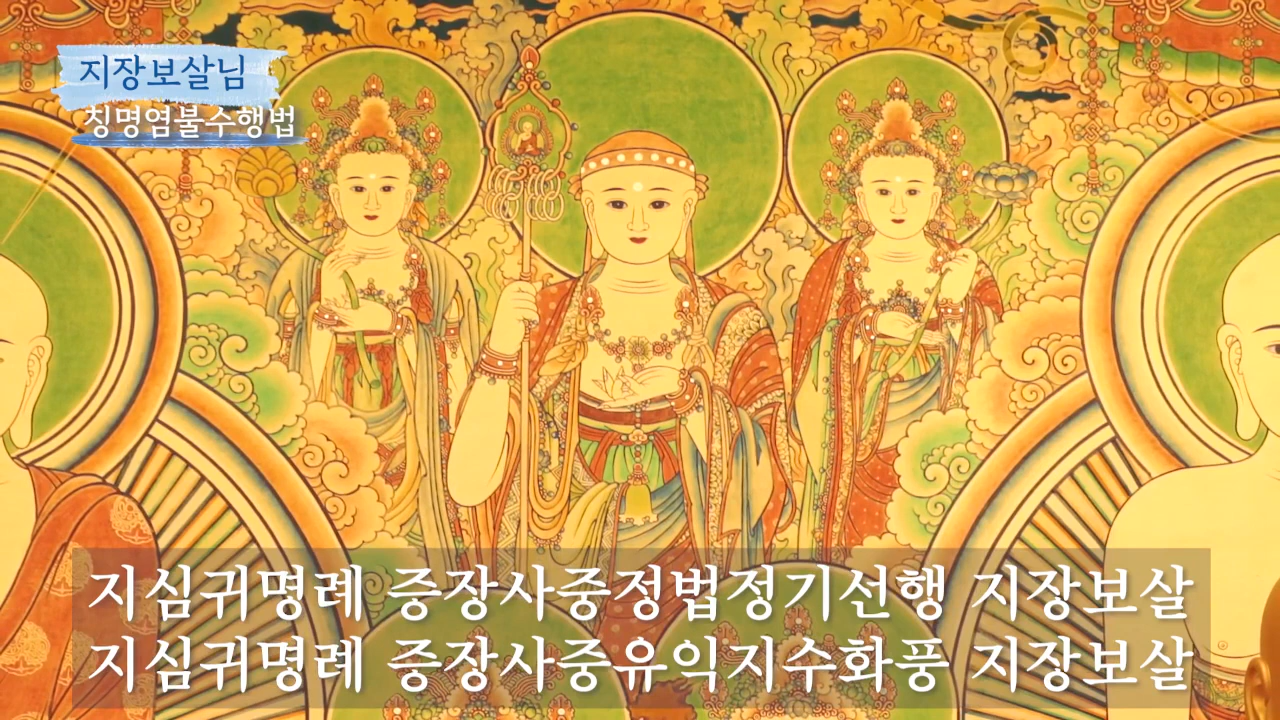 지장보살님
칭명염불수행법
지심귀명례 증장사중정법정기선행 지장보살
지심귀명례 증장사중유익지수화풍 지장보살